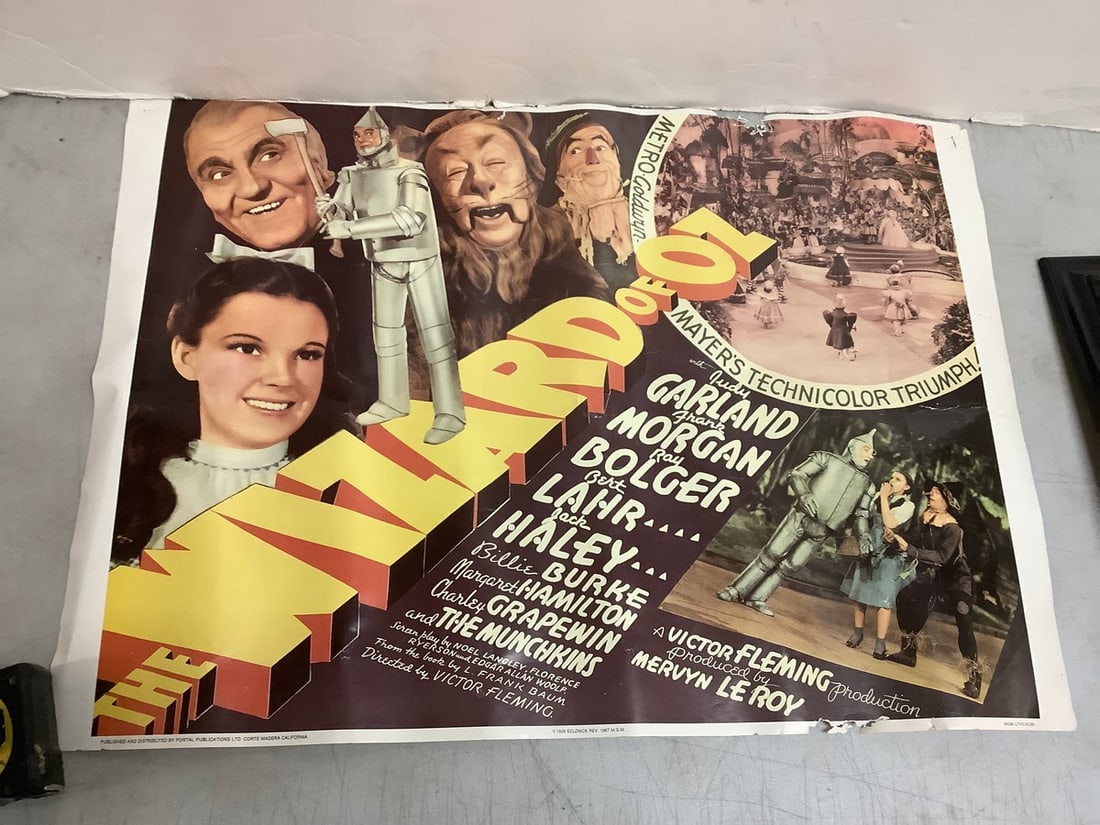 THE WIZARD OF OZ
METRO-Goldwyn-
MAYER'S TECHNICOLOR TRIUMPH!
with Judy
GARLAND
Frank
MORGAN
Ray
BOLGER
Bert
LAHR....
Jack
HALEY...
Billie BURKE
Margaret HAMILTON
Charley GRAPEWIN
and THE MUNCHKINS
Screen play by NOEL LANGLEY, FLORENCE
RYERSON and EDGAR ALLAN WOOLF
From the book by L. FRANK BAUM
Directed by VICTOR FLEMING.
A VICTOR FLEMING production
Produced by
MERVYN LE ROY
PUBLISHED AND DISTRIBUTED BY PORTAL PUBLICATIONS LTD. CORTE MADERA CALIFORNIA
©1939 SELZNICK REV. 1967 M.G.M.